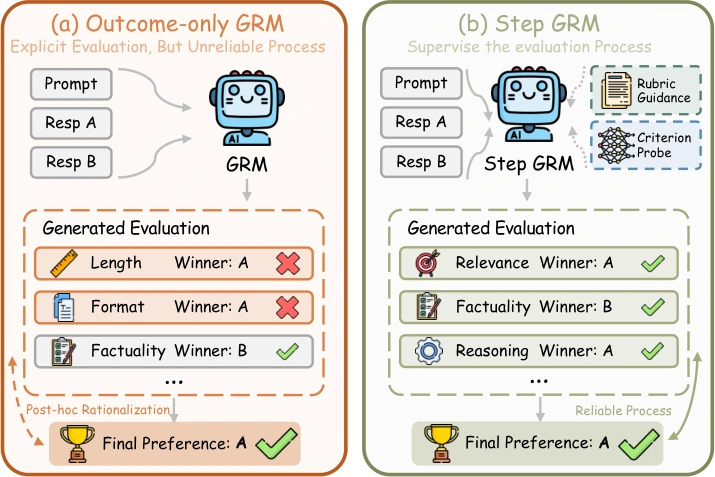 (a) Outcome-only GRM
Explicit Evaluation, But Unreliable Process
Prompt
Resp A
Resp B
AI
GRM
Generated Evaluation
Length Winner: A
Format Winner: A
Factuality Winner: B
...
Post-hoc Rationalization
Final Preference: A
(b) Step GRM
Supervise the evaluation Process
Prompt
Resp A
Resp B
AI
Step GRM
Rubric
Guidance
Criterion
Probe
Generated Evaluation
Relevance Winner: A
Factuality Winner: B
Reasoning Winner: A
...
Reliable Process
Final Preference: A